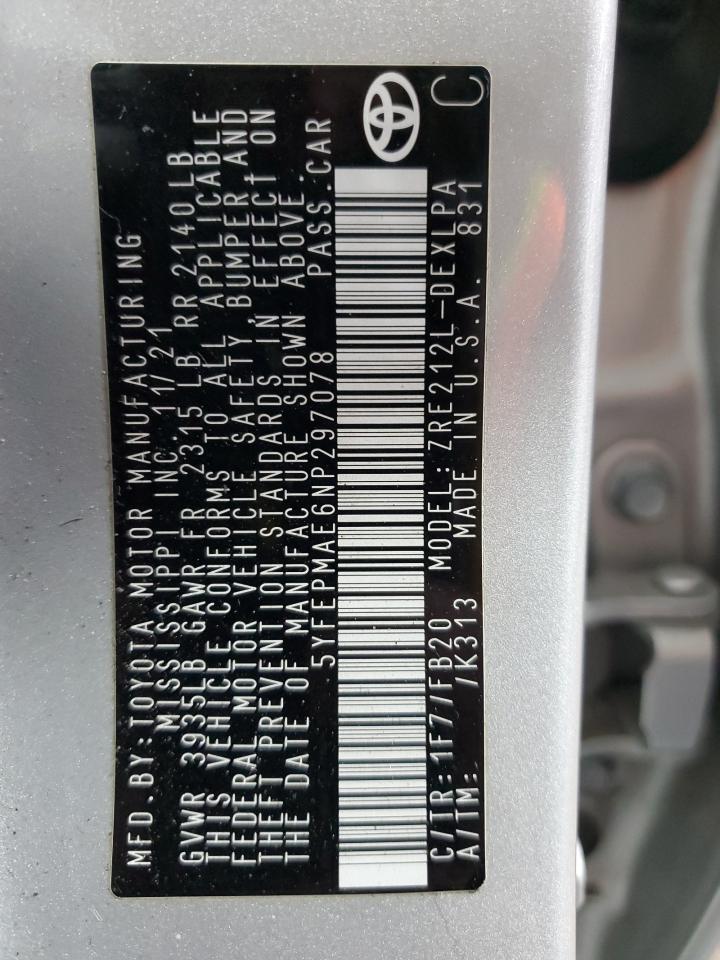 MFD.BY:TOYOTA MOTOR MANUFACTURING
MISSISSIPPI INC. 11/21
GVWR 3935LB GAWR FR 2315 LB RR 2140LB
THIS VEHICLE CONFORMS TO ALL APPLICABLE
FEDERAL MOTOR VEHICLE SAFETY, BUMPER AND
THEFT PREVENTION STANDARDS IN EFFECT ON
THE DATE OF MANUFACTURE SHOWN ABOVE.
5YFEPMAE6NP297078 PASS.CAR
C/TR:1F7/FB20 MODEL:ZRE212L-DEXLPA C
A/TM: /K313 MADE IN U.S.A. 831